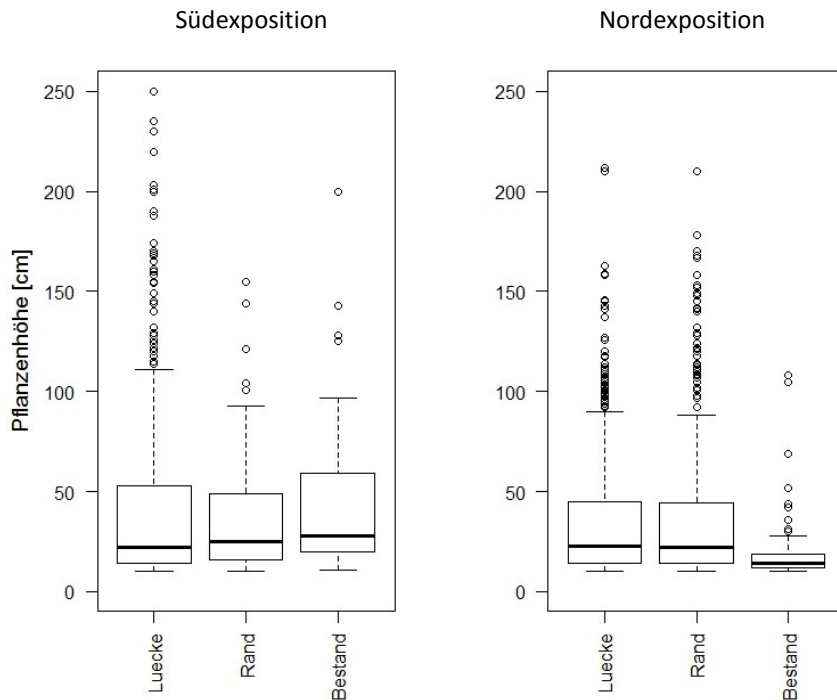 Südexposition
Nordexposition
Pflanzenhöhe [cm]
250
200
150
100
50
0
Luecke
Rand
Bestand
250
200
150
100
50
0
Luecke
Rand
Bestand